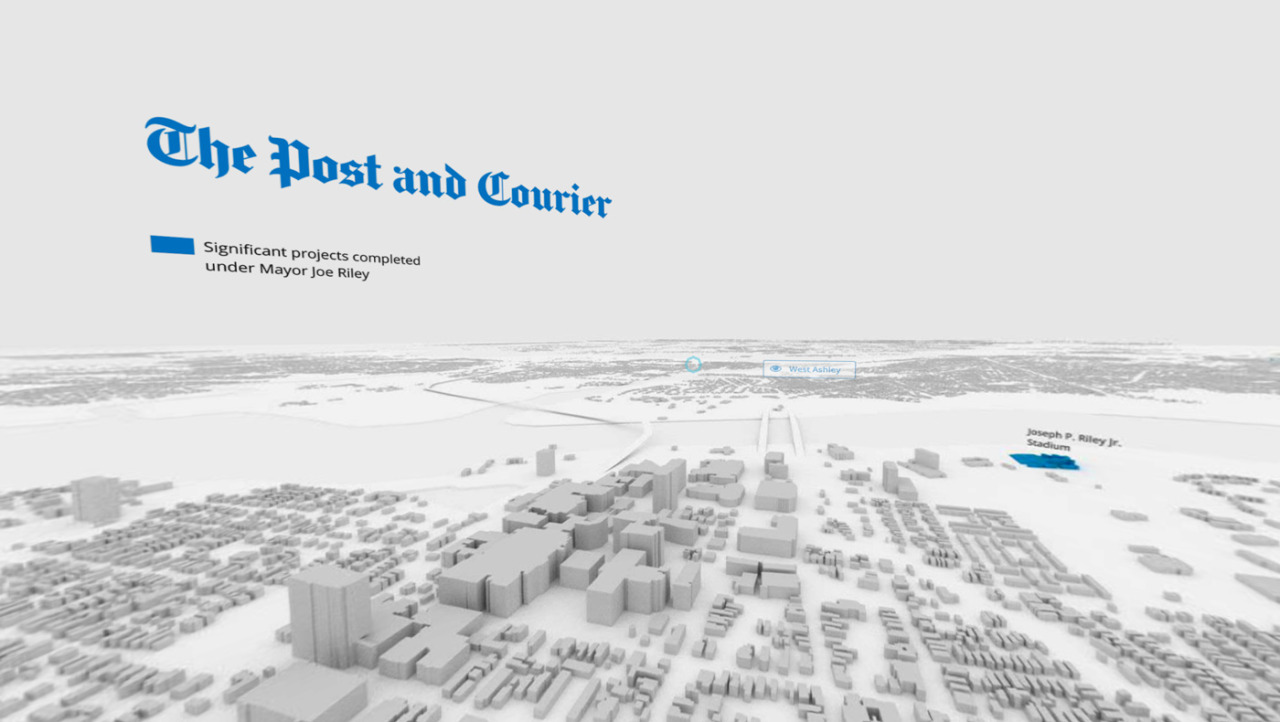 The Post and Courier
Significant projects completed
under Mayor Joe Riley
West Ashley
Joseph P. Riley Jr.
Stadium